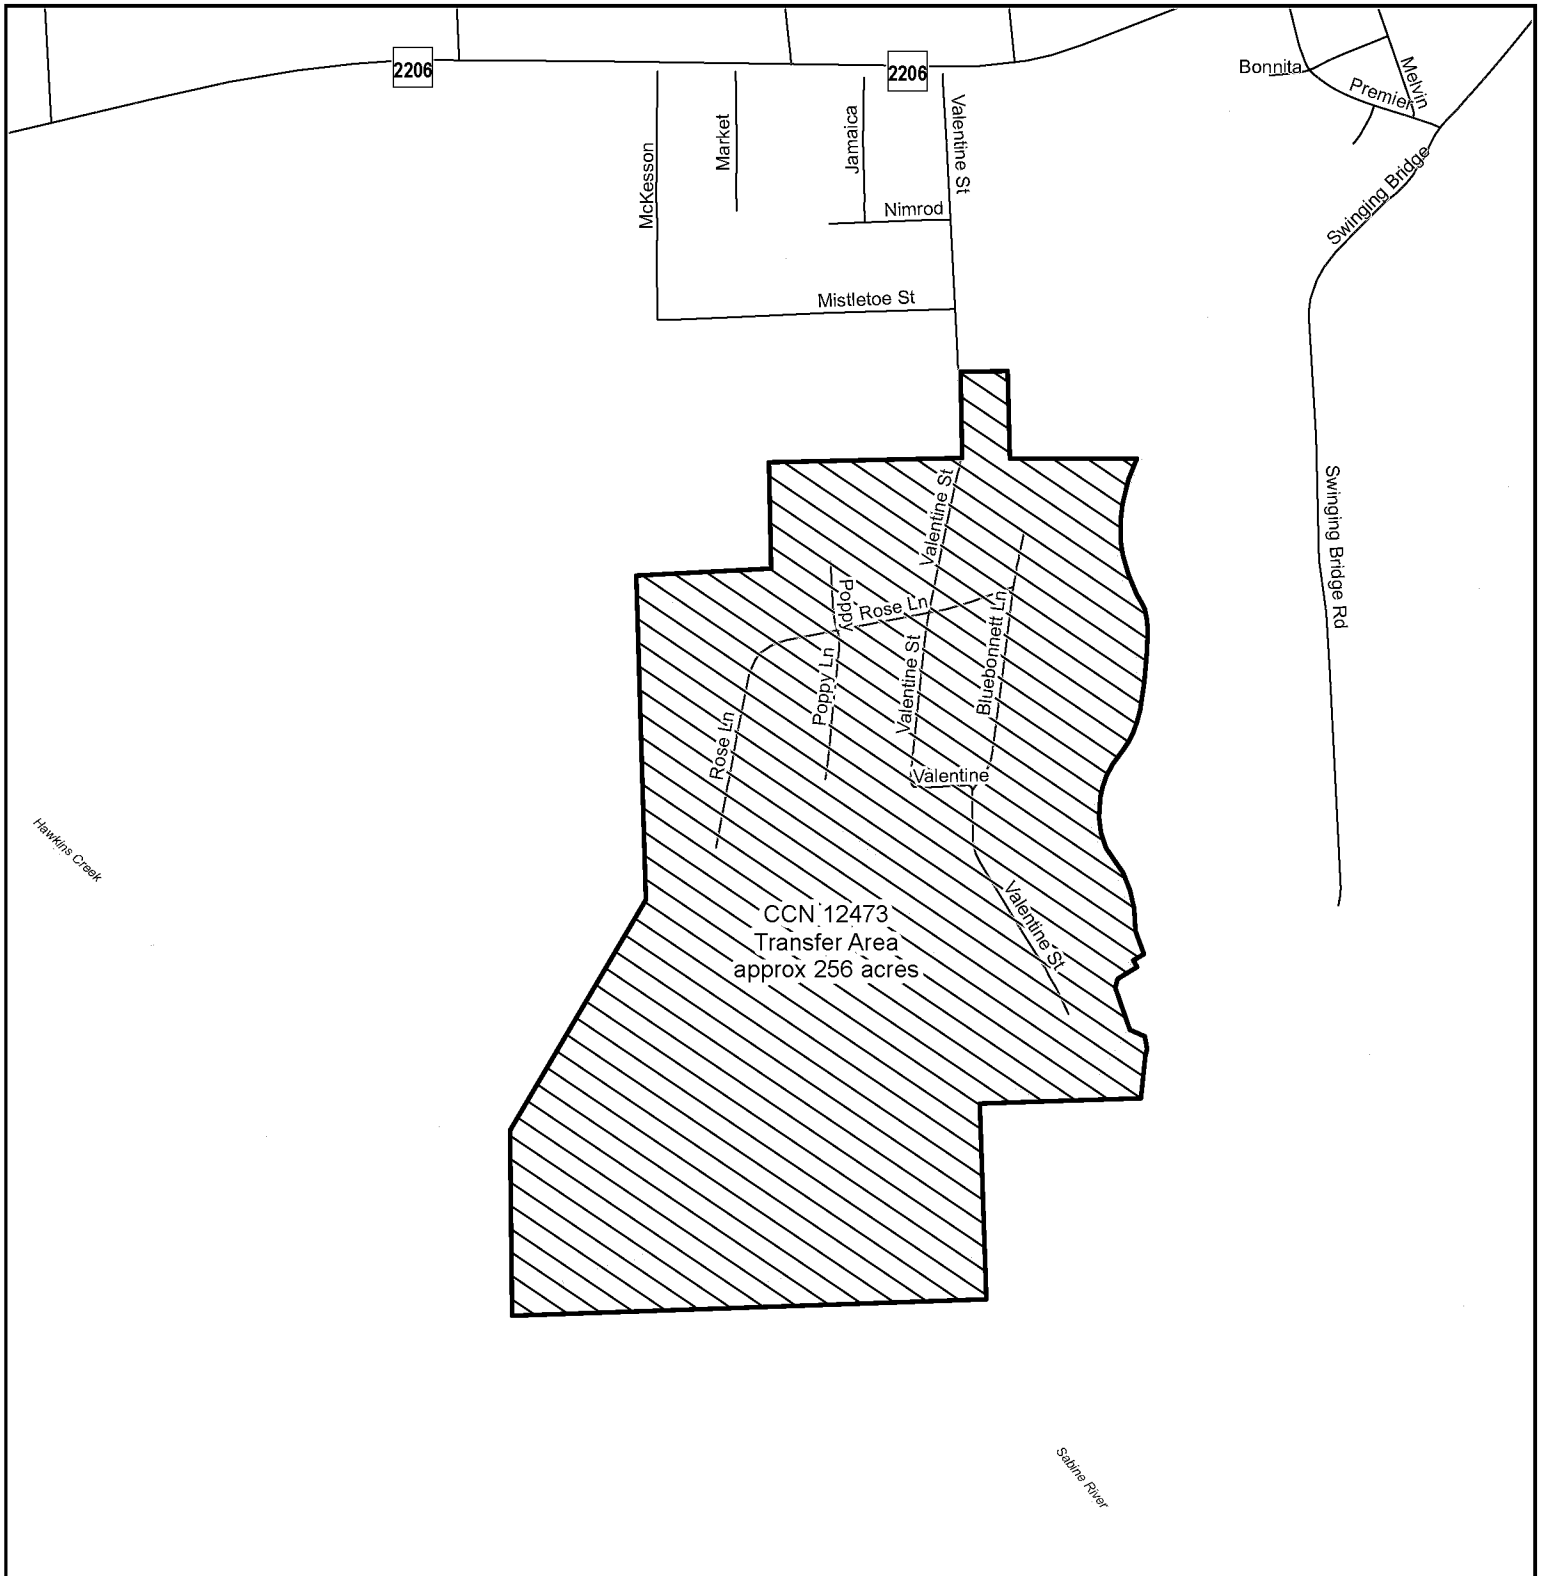 2206
2206
Bonnita
Melvin
Premier
McKesson
Market
Jamaica
Valentine St
Nimrod
Swinging Bridge
Mistletoe St
Valentine St
Swinging Bridge Rd
Poppy
Rose Ln
Bluebonnett Ln
Valentine St
Poppy Ln
Rose Ln
Valentine
Hawkins Creek
Valentine St
CCN 12473
Transfer Area
approx 256 acres
Sabine River